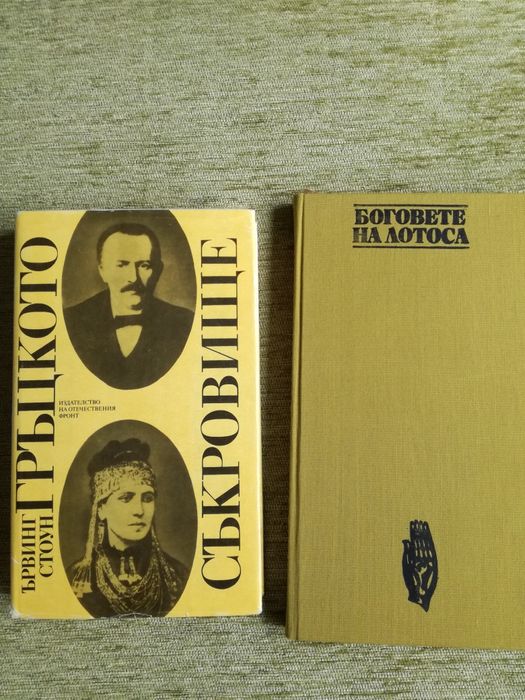 ЪРВИНГ
СТОУН
ГРЪЦКОТО
СЪКРОВИЩЕ
ИЗДАТЕЛСТВО
НА ОТЕЧЕСТВЕНИЯ
ФРОНТ
БОГОВЕТЕ
НА ЛОТОСА